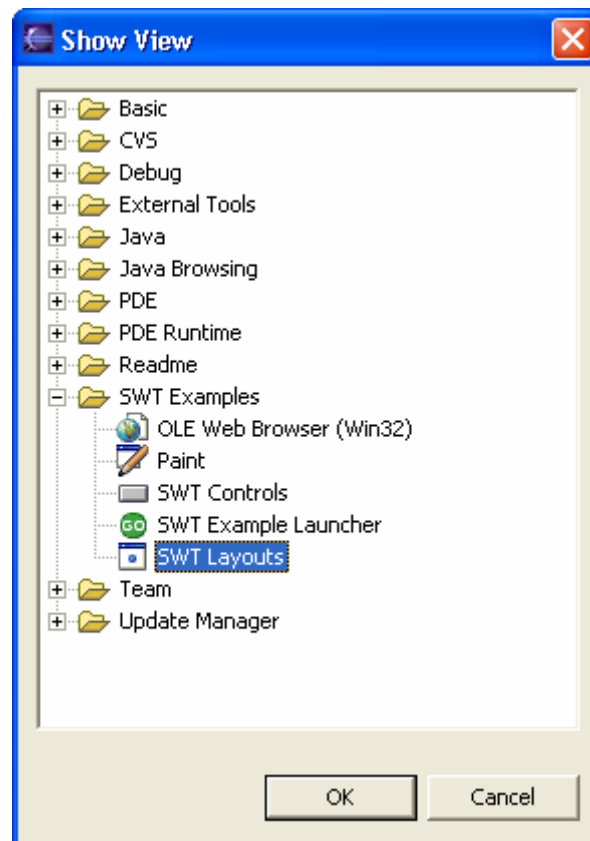 Show View
Basic
CVS
Debug
External Tools
Java
Java Browsing
PDE
PDE Runtime
Readme
SWT Examples
OLE Web Browser (Win32)
Paint
SWT Controls
GO SWT Example Launcher
SWT Layouts
Team
Update Manager
OK Cancel